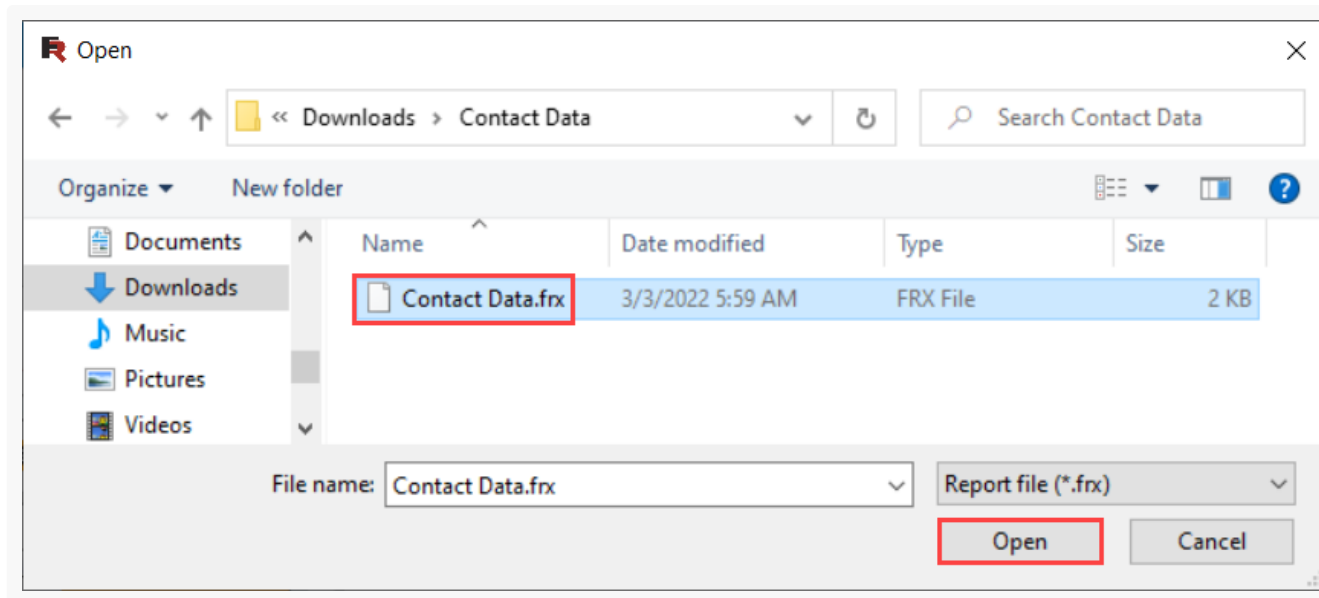 FR Open
« Downloads > Contact Data Search Contact Data
Organize New folder ?
Documents Name Date modified Type Size
Downloads Contact Data.frx 3/3/2022 5:59 AM FRX File 2 KB
Music
Pictures
Videos
File name: Contact Data.frx Report file (*.frx)
Open Cancel